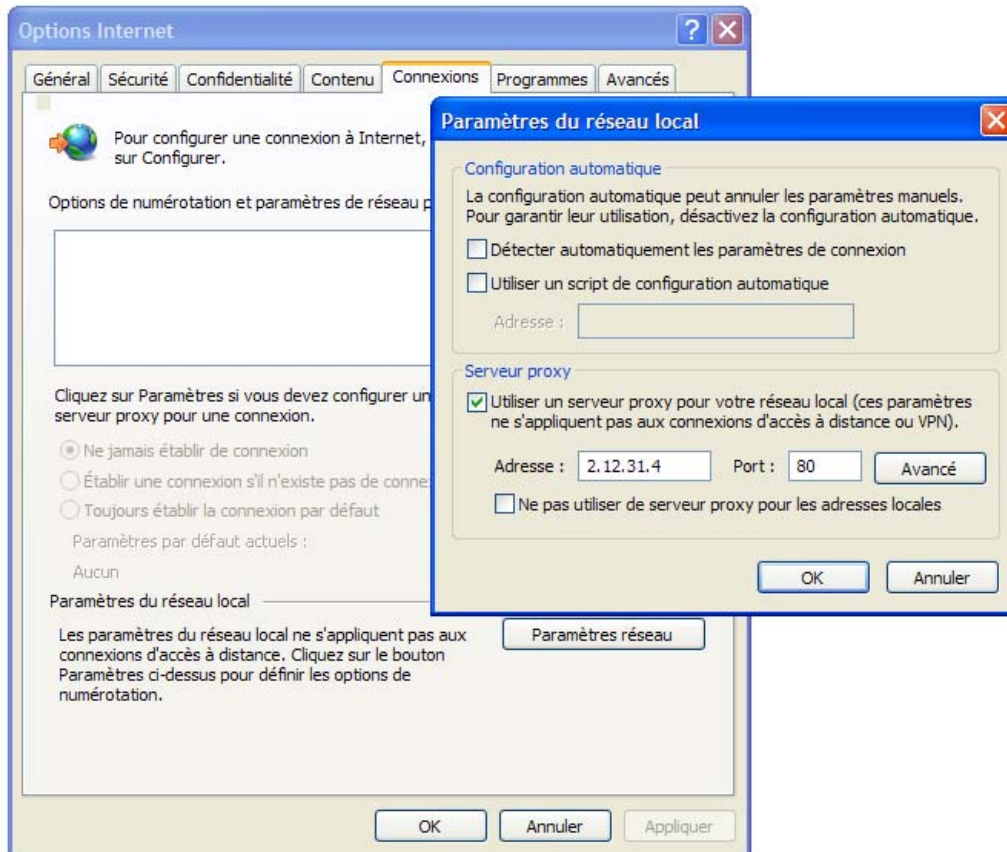 Options Internet
Général Sécurité Confidentialité Contenu Connexions Programmes Avancés
Pour configurer une connexion à Internet,
sur Configurer.
Options de numérotation et paramètres de réseau p
Cliquez sur Paramètres si vous devez configurer un
serveur proxy pour une connexion.
Ne jamais établir de connexion
Établir une connexion s'il n'existe pas de conne
Toujours établir la connexion par défaut
Paramètres par défaut actuels :
Aucun
Paramètres du réseau local
Les paramètres du réseau local ne s'appliquent pas aux
connexions d'accès à distance. Cliquez sur le bouton
Paramètres ci-dessus pour définir les options de
numérotation.
Paramètres réseau
OK Annuler Appliquer
Paramètres du réseau local
Configuration automatique
La configuration automatique peut annuler les paramètres manuels.
Pour garantir leur utilisation, désactivez la configuration automatique.
Détecter automatiquement les paramètres de connexion
Utiliser un script de configuration automatique
Adresse :
Serveur proxy
Utiliser un serveur proxy pour votre réseau local (ces paramètres
ne s'appliquent pas aux connexions d'accès à distance ou VPN).
Adresse : 2.12.31.4 Port : 80 Avancé
Ne pas utiliser de serveur proxy pour les adresses locales
OK Annuler